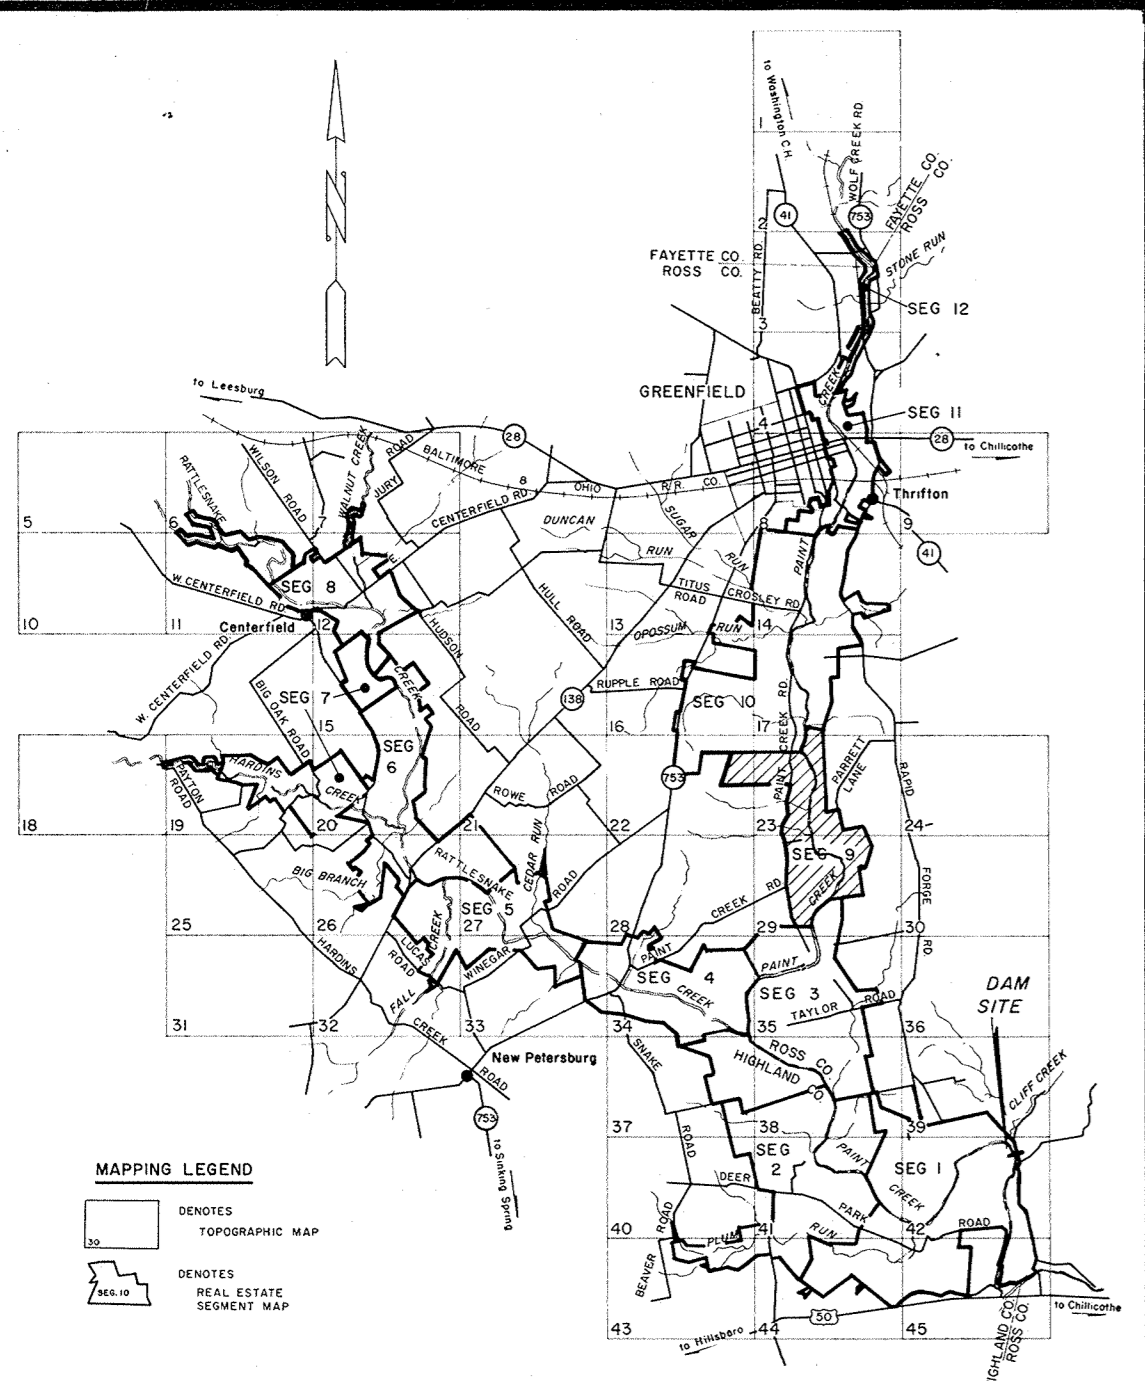 to Washington C.H.
1
WOLF CREEK RD
FAYETTE CO.
ROSS CO.
41
753
2
FAYETTE CO.
ROSS CO.
BEATTY RD.
STONE RUN
SEG 12
3
to Leesburg
GREENFIELD
CREEK
SEG 11
4
28
28
to Chillicothe
RATTLESNAKE
WILSON ROAD
WALNUT CREEK
JURY ROAD
BALTIMORE
8
OHIO
R/R.
CO.
CENTERFIELD RD.
Thrifton
5
6
7
DUNCAN
RUN
SUGAR
RUN
8
PAINT
9
41
W. CENTERFIELD RD
SEG 8
E.
TITUS
ROAD
CROSLEY RD
10
11
Centerfield
12
HUDSON
ROAD
HULL ROAD
13
OPOSSUM
RUN
14
W. CENTERFIELD RD.
SEG 7
CREEK
138
RUPPLE ROAD
SEG 10
PAINT CREEK RD.
BIG OAK ROAD
15
16
17
SEG
6
PAYTON
ROAD
HARDINS
CREEK
753
PARRETT
LANE
RAPID
FORGE
RD.
ROWE ROAD
18
19
20
21
22
23
24
RATTLESNAKE
CEDAR RUN
ROAD
SEG 9
CREEK
BIG BRANCH
SEG 5
CREEK RD
25
26
27
28
29
30
HARDINS
CREEK
ROAD
LUCAS
ROAD
FALL
CREEK
WINEGAR
PAINT
SEG 4
CREEK
PAINT
SEG 3
TAYLOR ROAD
DAM
SITE
31
32
33
34
35
36
New Petersburg
SNAKE
ROAD
ROSS CO.
HIGHLAND CO.
CLIFF CREEK
753
to Sinking Spring
37
38
39
SEG
2
PAINT
CREEK
SEG 1
MAPPING LEGEND
DEER
PARK
ROAD
DENOTES
TOPOGRAPHIC MAP
30
40
41
42
PLUM
RUN
BEAVER
ROAD
DENOTES
REAL ESTATE
SEGMENT MAP
SEG. 10
50
to Chillicothe
43
to Hillsboro
44
45
HIGHLAND CO.
ROSS CO.